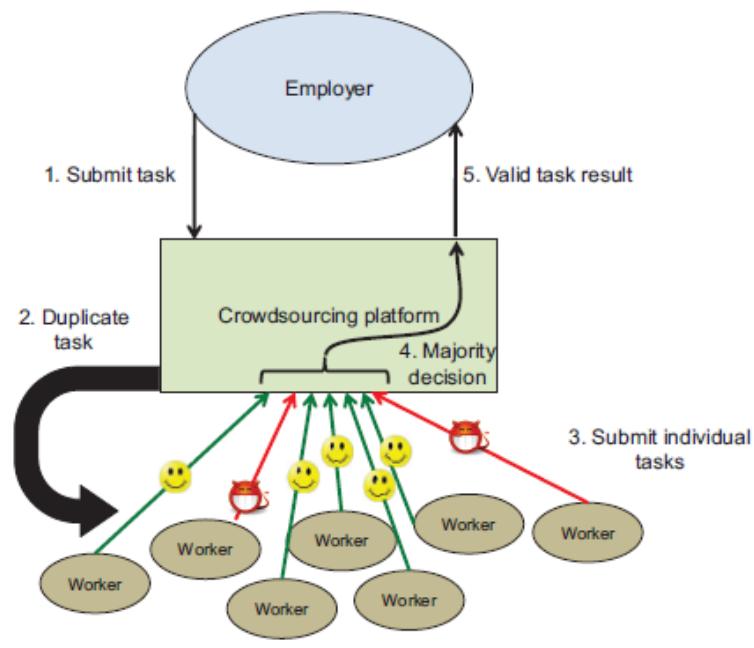 Employer
1. Submit task
5. Valid task result
2. Duplicate
task
Crowdsourcing platform
4. Majority
decision
3. Submit individual
tasks
Worker
Worker
Worker
Worker
Worker
Worker
Worker